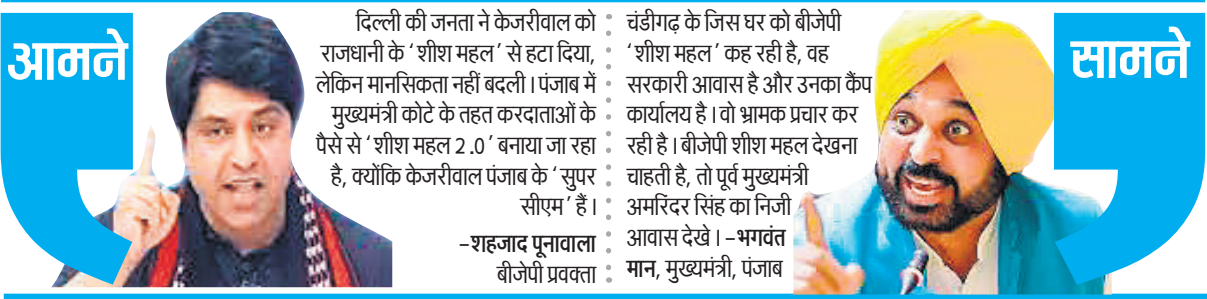 आमने
दिल्ली की जनता ने केजरीवाल को
राजधानी के ‘शीश महल’ से हटा दिया,
लेकिन मानसिकता नहीं बदली। पंजाब में
मुख्यमंत्री कोटे के तहत करदाताओं के
पैसे से ‘शीश महल 2.0’ बनाया जा रहा
है, क्योंकि केजरीवाल पंजाब के ‘सुपर
सीएम’ हैं।
–शहजाद पूनावाला
बीजेपी प्रवक्ता
चंडीगढ़ के जिस घर को बीजेपी
‘शीश महल’ कह रही है, वह
सरकारी आवास है और उनका कैंप
कार्यालय है। वो भ्रामक प्रचार कर
रही है। बीजेपी शीश महल देखना
चाहती है, तो पूर्व मुख्यमंत्री
अमरिंदर सिंह का निजी
आवास देखे। –भगवंत
मान, मुख्यमंत्री, पंजाब
सामने